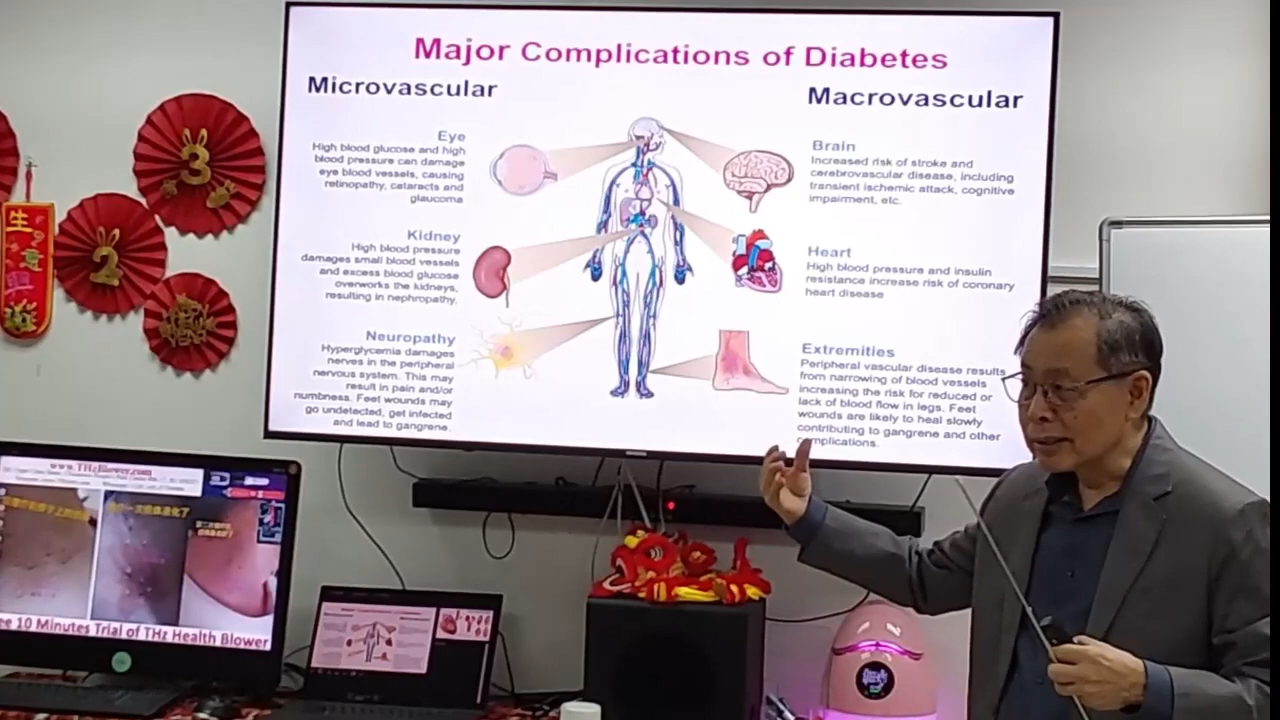 Major Complications of Diabetes
Microvascular
Macrovascular
Eye
High blood glucose and high
blood pressure can damage
eye blood vessels, causing
retinopathy, cataracts and
glaucoma
Kidney
High blood pressure
damages small blood vessels
and excess blood glucose
overworks the kidneys,
resulting in nephropathy.
Neuropathy
Hyperglycemia damages
nerves in the peripheral
nervous system. This may
result in pain and/or
numbness. Feet wounds may
go undetected, get infected
and lead to gangrene.
Brain
Increased risk of stroke and
cerebrovascular disease, including
transient ischemic attack, cognitive
impairment, etc.
Heart
High blood pressure and insulin
resistance increase risk of coronary
heart disease
Extremities
Peripheral vascular disease results
from narrowing of blood vessels
increasing the risk for reduced or
lack of blood flow in legs. Feet
wounds are likely to heal slowly
contributing to gangrene and other
complications.
3
2
生
www.THzBlower.com
ee 10 Minutes Trial of THz Health Blower